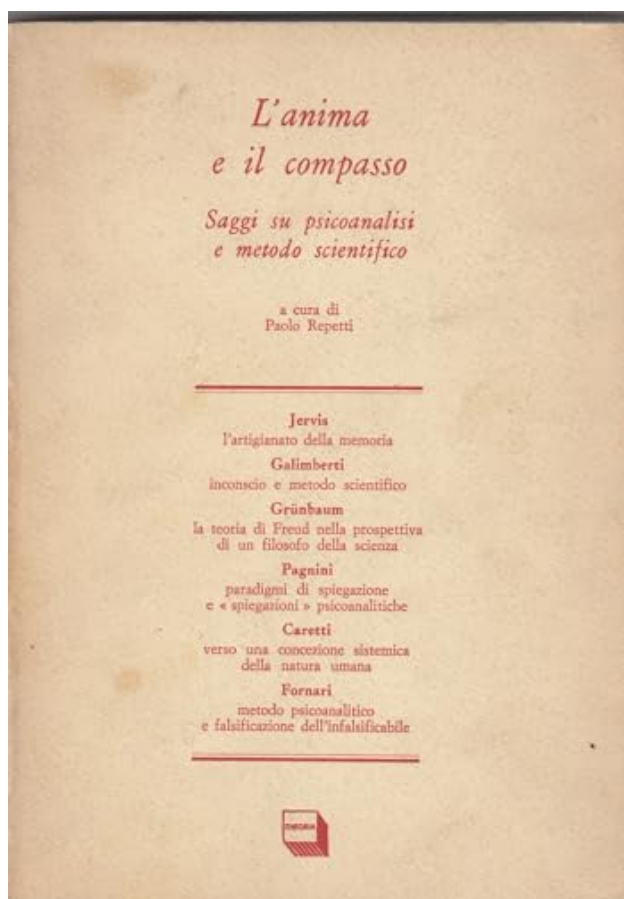 L'anima
e il compasso
Saggi su psicoanalisi
e metodo scientifico
a cura di
Paolo Repetti
Jervis
l'artigianato della memoria
Galimberti
inconscio e metodo scientifico
Grünbaum
la teoria di Freud nella prospettiva
di un filosofo della scienza
Pagnini
paradigmi di spiegazione
e « spiegazioni » psicoanalitiche
Caretti
verso una concezione sistemica
della natura umana
Fornari
metodo psicoanalitico
e falsificazione dell'infalsificabile
THEORIA